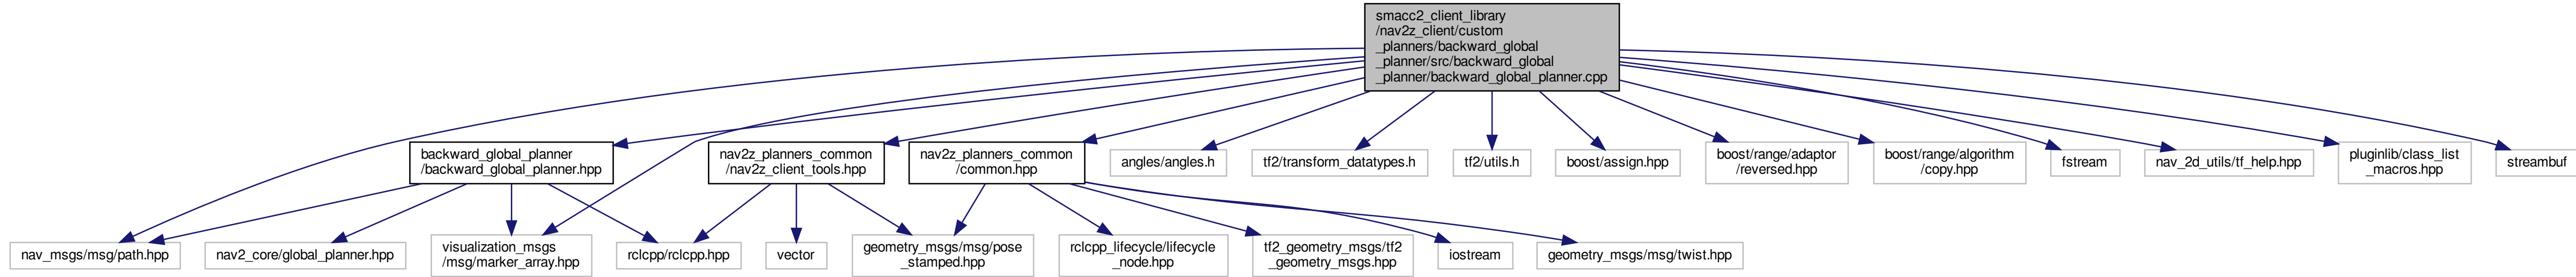 smacc2_client_library
/nav2z_client/custom
_planners/backward_global
_planner/src/backward_global
_planner/backward_global_planner.cpp
backward_global_planner
/backward_global_planner.hpp
nav2z_planners_common
/nav2z_client_tools.hpp
nav2z_planners_common
/common.hpp
angles/angles.h
tf2/transform_datatypes.h
tf2/utils.h
boost/assign.hpp
boost/range/adaptor
/reversed.hpp
boost/range/algorithm
/copy.hpp
fstream
nav_2d_utils/tf_help.hpp
pluginlib/class_list
_macros.hpp
streambuf
nav_msgs/msg/path.hpp
nav2_core/global_planner.hpp
visualization_msgs
/msg/marker_array.hpp
rclcpp/rclcpp.hpp
vector
geometry_msgs/msg/pose
_stamped.hpp
rclcpp_lifecycle/lifecycle
_node.hpp
tf2_geometry_msgs/tf2
_geometry_msgs.hpp
iostream
geometry_msgs/msg/twist.hpp